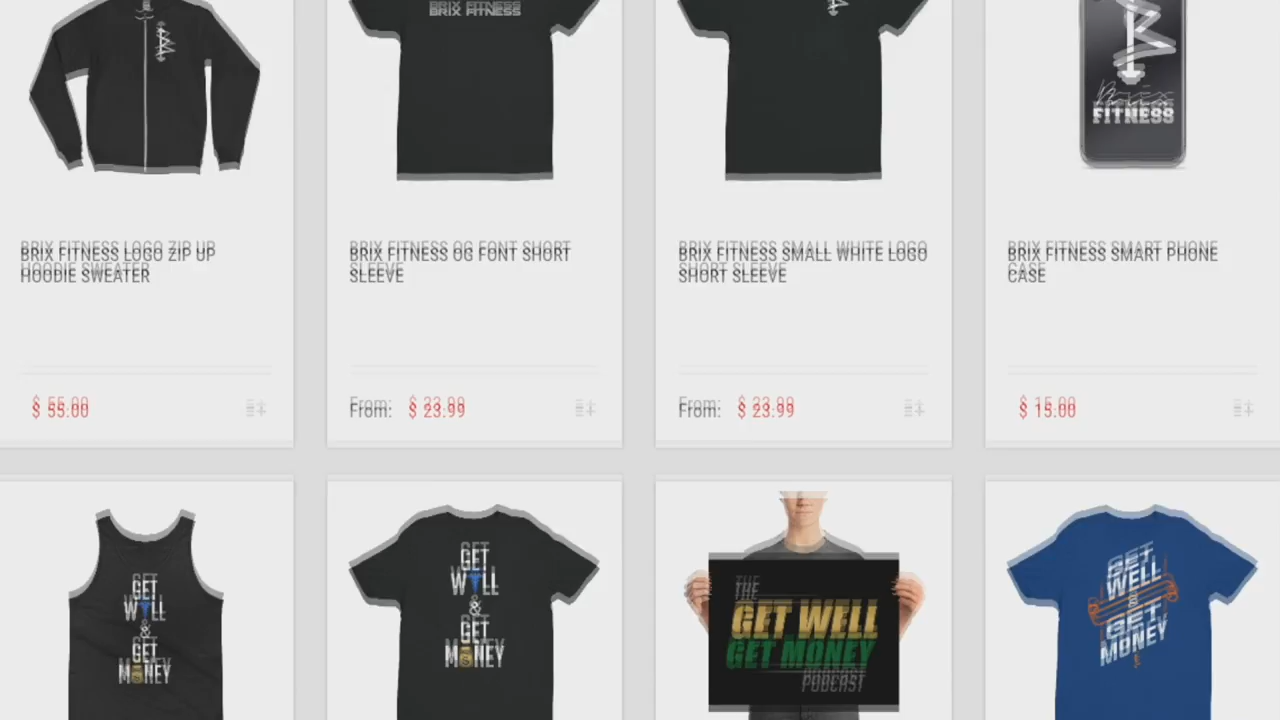 BRIX FITNESS
Brix
FITNESS
BRIX FITNESS LOGO ZIP UP
HOODIE SWEATER
BRIX FITNESS OG FONT SHORT
SLEEVE
BRIX FITNESS SMALL WHITE LOGO
SHORT SLEEVE
BRIX FITNESS SMART PHONE
CASE
$ 55.00
From: $ 23.99
From: $ 23.99
$ 15.00
GET
WELL
&
GET
MONEY
GET
WELL
&
GET
MONEY
THE
GET WELL
GET MONEY
PODCAST
GET
WELL
&
GET
MONEY